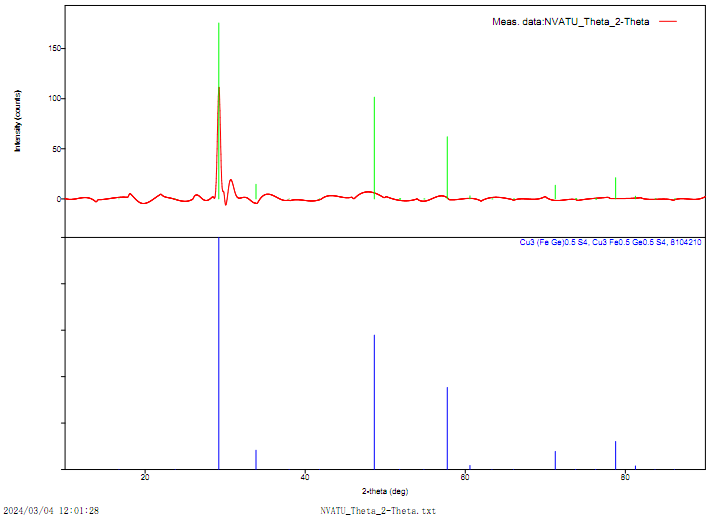 Meas. data:NVATU_Theta_2-Theta
150
100
50
0
Intensity (counts)
Cu3 (Fe Ge)0.5 S4, Cu3 Fe0.5 Ge0.5 S4, 8104210
20 40 60 80
2-theta (deg)
2024/03/04 12:01:28 NVATU_Theta_2-Theta.txt